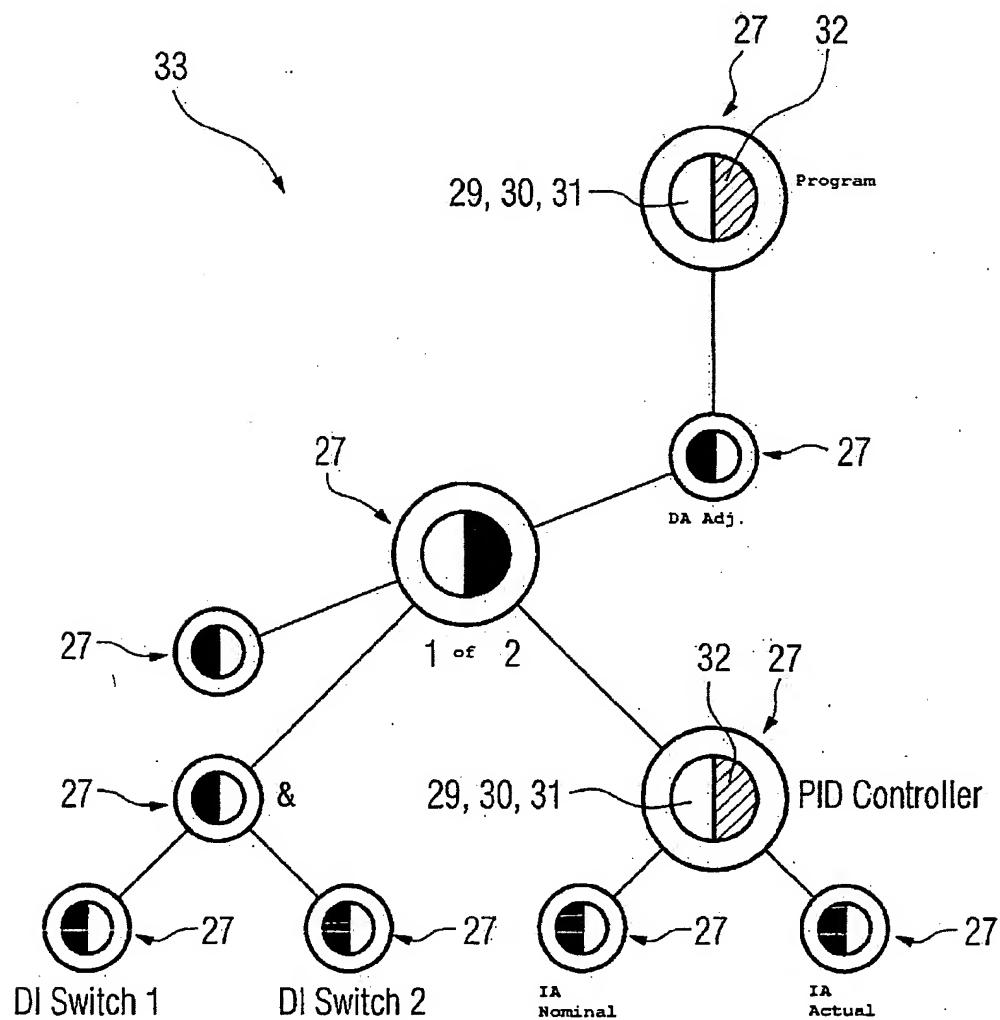 27 32
33
29, 30, 31
Program
27
27
DA Adj.
27
1 of 2
32 27
27
&
29, 30, 31
PID Controller
27
27
27
27
DI Switch 1
DI Switch 2
IA
Nominal
IA
Actual